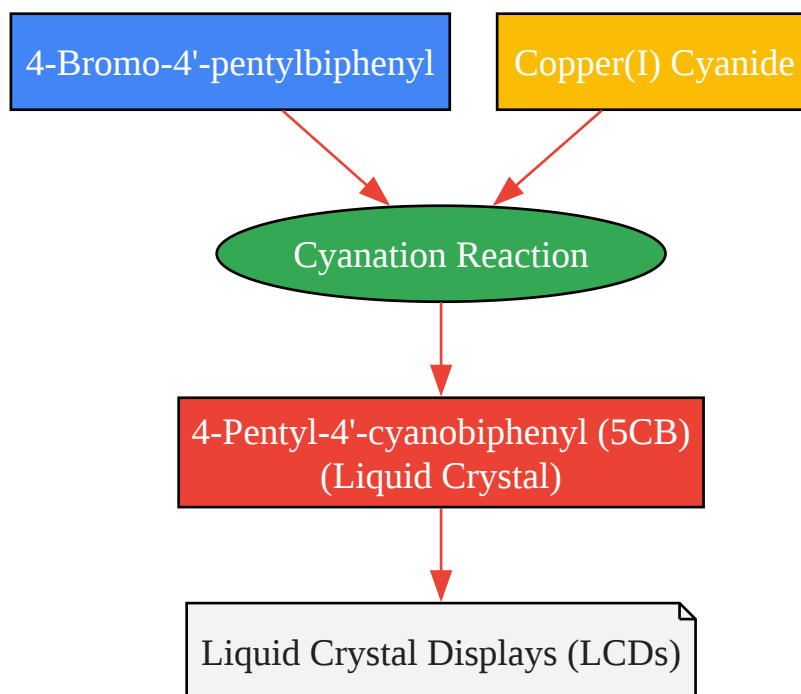 4-Bromo-4'-pentylbiphenyl
Copper(I) Cyanide
Cyanation Reaction
4-Pentyl-4'-cyanobiphenyl (5CB)
(Liquid Crystal)
Liquid Crystal Displays (LCDs)